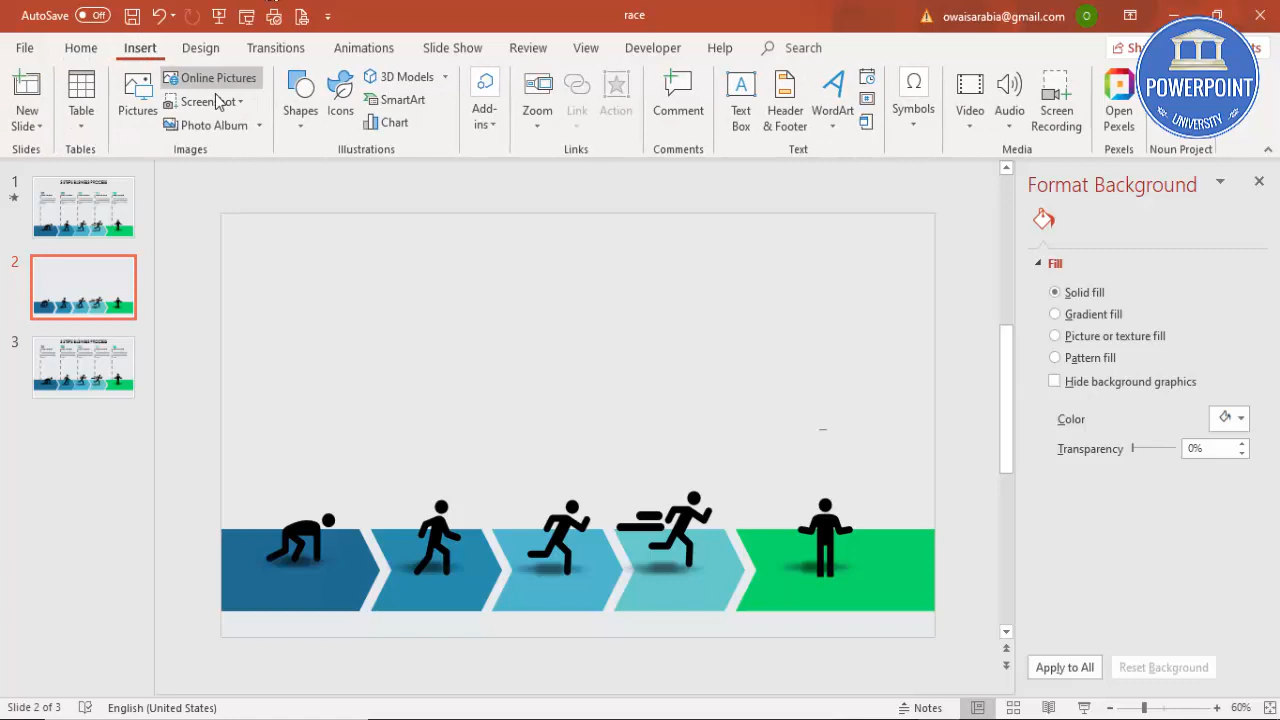 AutoSave Off race owaisarabia@gmail.com O
File Home Insert Design Transitions Animations Slide Show Review View Developer Help Search
New Slide Table Pictures Online Pictures Screenshot Photo Album Shapes Icons 3D Models SmartArt Chart Add-ins Zoom Link Action Comment Text Box Header & Footer WordArt Symbols Video Audio Screen Recording Open Pexels
Slides Tables Images Illustrations Links Comments Text Media Pexels Noun Project
POWERPOINT
UNIVERSITY
1
2
3
Format Background
Fill
Solid fill
Gradient fill
Picture or texture fill
Pattern fill
Hide background graphics
Color
Transparency 0%
Apply to All Reset Background
Slide 2 of 3 English (United States) Notes 60%